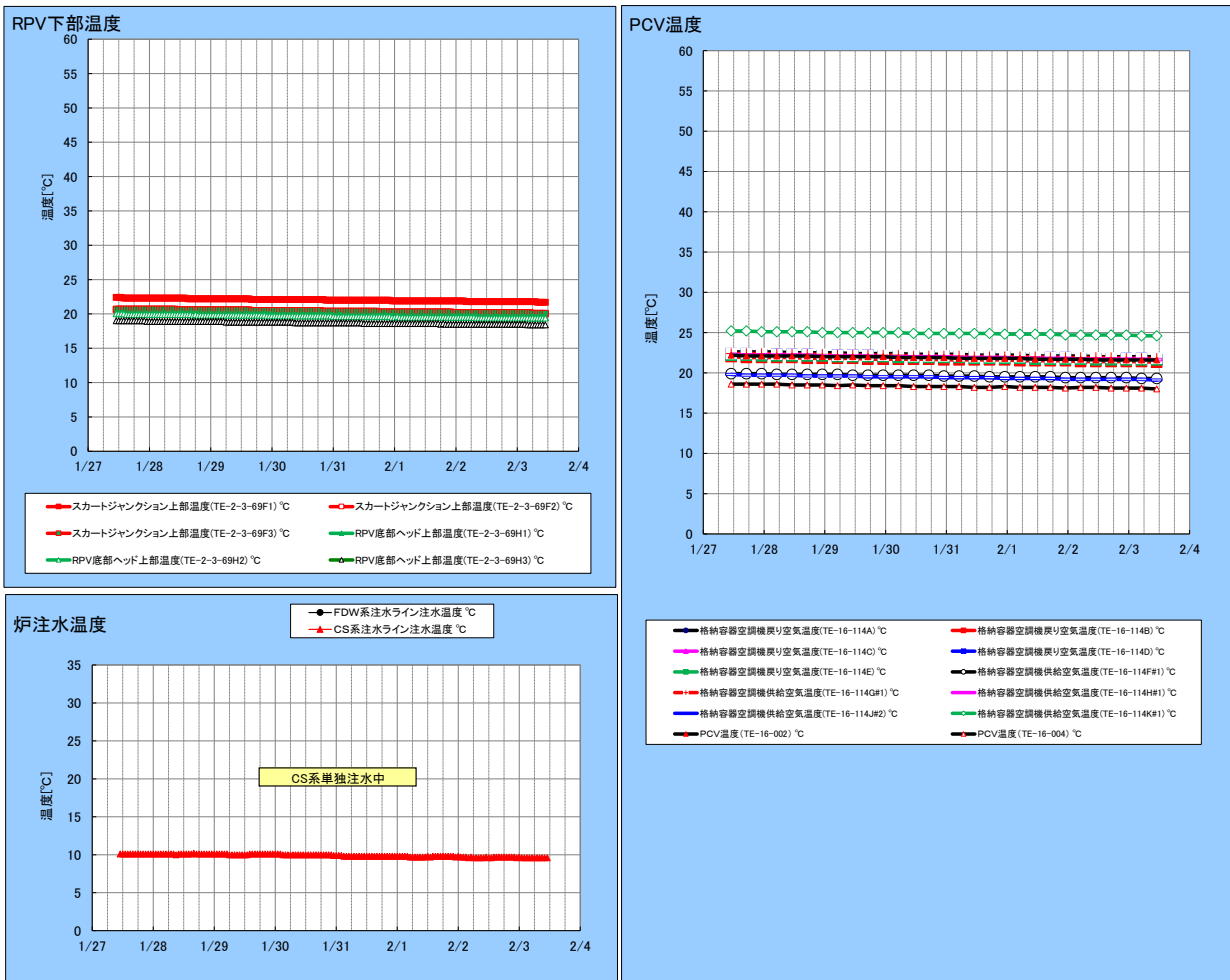 RPV下部温度
60
55
50
45
40
35
30
25
20
15
10
5
0
温度[℃]
1/27 1/28 1/29 1/30 1/31 2/1 2/2 2/3 2/4
スカートジャンクション上部温度(TE-2-3-69F1) ℃ スカートジャンクション上部温度(TE-2-3-69F2) ℃
スカートジャンクション上部温度(TE-2-3-69F3) ℃ RPV底部ヘッド上部温度(TE-2-3-69H1) ℃
RPV底部ヘッド上部温度(TE-2-3-69H2) ℃ RPV底部ヘッド上部温度(TE-2-3-69H3) ℃
炉注水温度
FDW系注水ライン注水温度 ℃
CS系注水ライン注水温度 ℃
35
30
25
20
15
10
5
0
温度[℃]
CS系単独注水中
1/27 1/28 1/29 1/30 1/31 2/1 2/2 2/3 2/4
PCV温度
60
55
50
45
40
35
30
25
20
15
10
5
0
温度[℃]
1/27 1/28 1/29 1/30 1/31 2/1 2/2 2/3 2/4
格納容器空調機戻り空気温度(TE-16-114A) ℃ 格納容器空調機戻り空気温度(TE-16-114B) ℃
格納容器空調機戻り空気温度(TE-16-114C) ℃ 格納容器空調機戻り空気温度(TE-16-114D) ℃
格納容器空調機戻り空気温度(TE-16-114E) ℃ 格納容器空調機供給空気温度(TE-16-114F#1) ℃
格納容器空調機供給空気温度(TE-16-114G#1) ℃ 格納容器空調機供給空気温度(TE-16-114H#1) ℃
格納容器空調機供給空気温度(TE-16-114J#2) ℃ 格納容器空調機供給空気温度(TE-16-114K#1) ℃
PCV温度(TE-16-002) ℃ PCV温度(TE-16-004) ℃